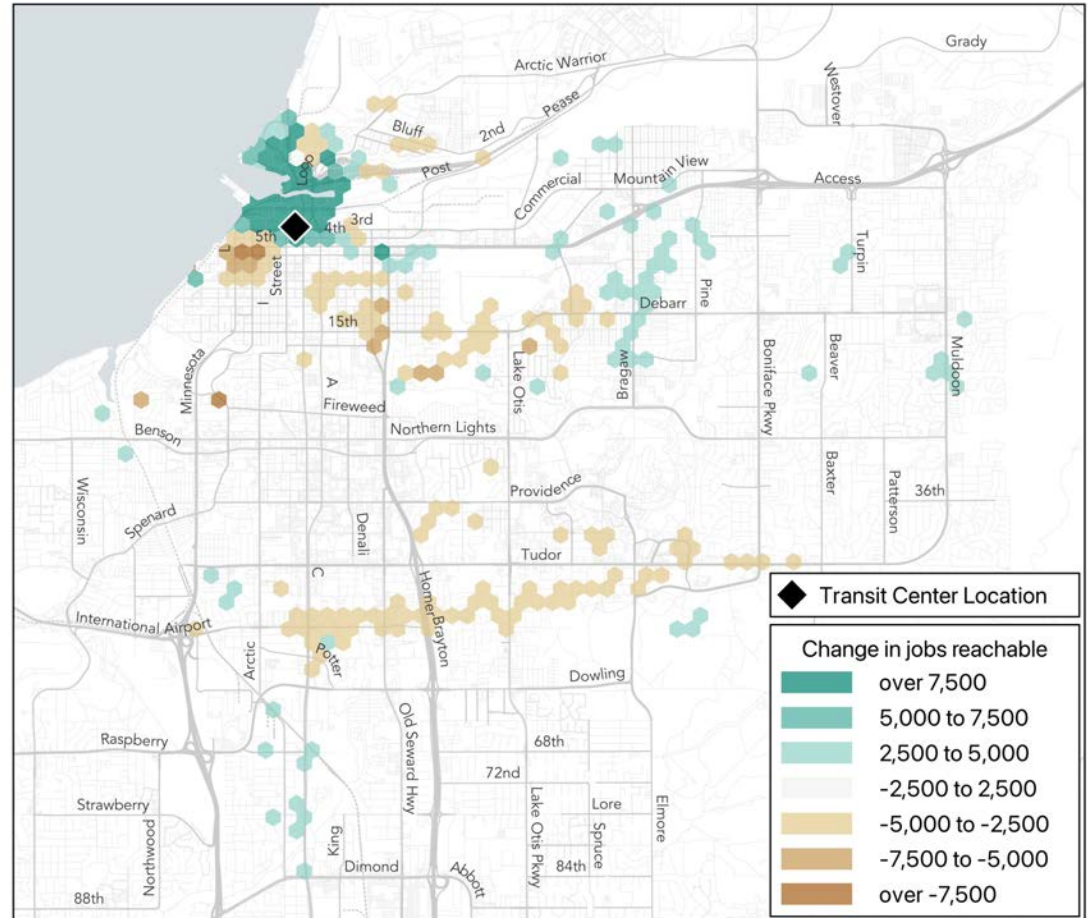 Grady
Arctic Warrior
Westover
Pease
Bluff
2nd
Loop
Post
Mountain View
Commercial
Access
3rd
4th
5th
L
Street
I
Turpin
Pine
Debarr
15th
Minnesota
Lake Otis
Bragaw
Boniface Pkwy
Beaver
Muldoon
A
Fireweed
Benson
Northern Lights
Wisconsin
Baxter
Patterson
Providence
36th
Spenard
Denali
Tudor
C
Homer
Brayton
International Airport
Potter
Arctic
Dowling
Old Seward Hwy
Raspberry
68th
72nd
Strawberry
Northwood
King
Lake Otis Pkwy
Lore
Spruce
Elmore
Dimond
Abbott
84th
88th
Transit Center Location
Change in jobs reachable
over 7,500
5,000 to 7,500
2,500 to 5,000
-2,500 to 2,500
-5,000 to -2,500
-7,500 to -5,000
over -7,500